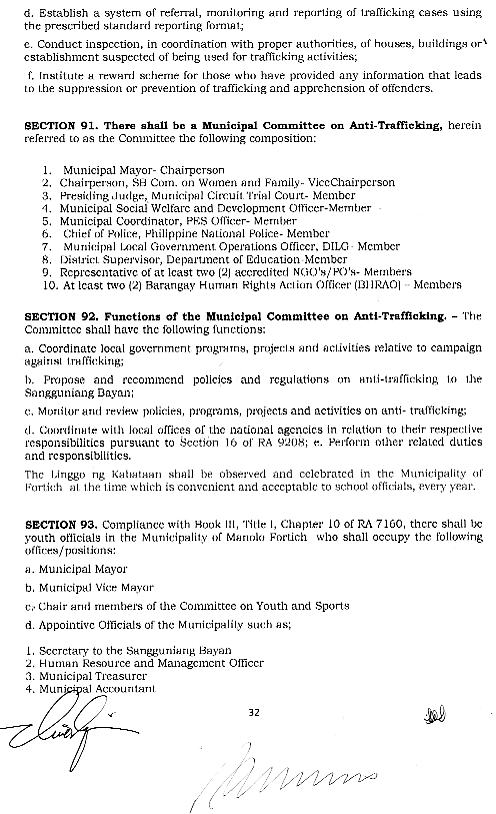 d. Establish a system of referral, monitoring and reporting of trafficking cases using
the prescribed standard reporting format;
e. Conduct inspection, in coordination with proper authorities, of houses, buildings or
establishment suspected of being used for trafficking activities;
f. Institute a reward scheme for those who have provided any information that leads
to the suppression or prevention of trafficking and apprehension of offenders.
SECTION 91. There shall be a Municipal Committee on Anti-Trafficking, herein
referred to as the Committee the following composition:
1. Municipal Mayor- Chairperson
2. Chairperson, SB Com. on Women and Family- ViceChairperson
3. Presiding Judge, Municipal Circuit Trial Court- Member
4. Municipal Social Welfare and Development Officer-Member
5. Municipal Coordinator, PES Officer- Member
6. Chief of Police, Philippine National Police- Member
7. Municipal Local Government Operations Officer, DILG- Member
8. District Supervisor, Department of Education-Member
9. Representative of at least two (2) accredited NGO's/PO's- Members
10. At least two (2) Barangay Human Rights Action Officer (BHRAO) – Members
SECTION 92. Functions of the Municipal Committee on Anti-Trafficking. – The
Committee shall have the following functions:
a. Coordinate local government programs, projects and activities relative to campaign
against trafficking;
b. Propose and recommend policies and regulations on anti-trafficking to the
Sangguniang Bayan;
c. Monitor and review policies, programs, projects and activities on anti- trafficking;
d. Coordinate with local offices of the national agencies in relation to their respective
responsibilities pursuant to Section 16 of RA 9208; e. Perform other related duties
and responsibilities.
The Linggo ng Kabataan shall be observed and celebrated in the Municipality of
Fortich at the time which is convenient and acceptable to school officials, every year.
SECTION 93. Compliance with Book III, Title I, Chapter 10 of RA 7160, there shall be
youth officials in the Municipality of Manolo Fortich who shall occupy the following
offices/positions:
a. Municipal Mayor
b. Municipal Vice Mayor
c. Chair and members of the Committee on Youth and Sports
d. Appointive Officials of the Municipality such as;
1. Secretary to the Sangguniang Bayan
2. Human Resource and Management Officer
3. Municipal Treasurer
4. Municipal Accountant
32